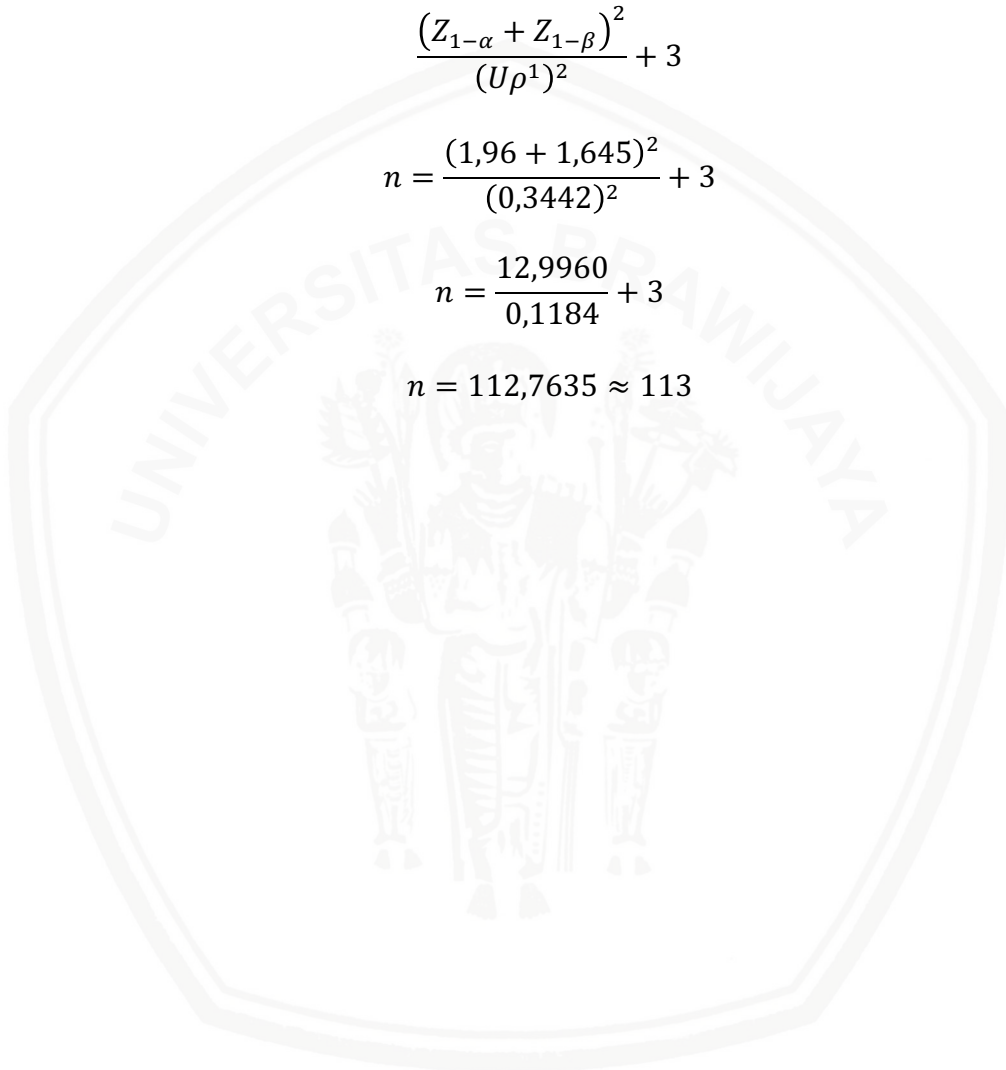 (Z₁₋α + Z₁₋β)² / (Uρ¹)² + 3
n = (1,96 + 1,645)² / (0,3442)² + 3
n = 12,9960 / 0,1184 + 3
n = 112,7635 ≈ 113
UNIVERSITAS BRAWIJAYA